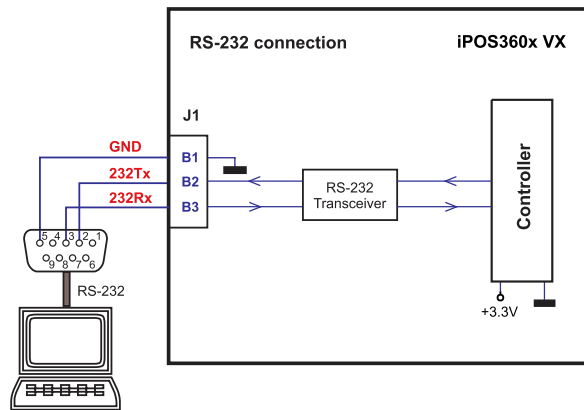 RS-232 connection
iPOS360x VX
J1
GND
B1
232Tx
B2
232Rx
B3
RS-232
Transceiver
Controller
+3.3V
5 4 3 2 1
9 8 7 6
RS-232